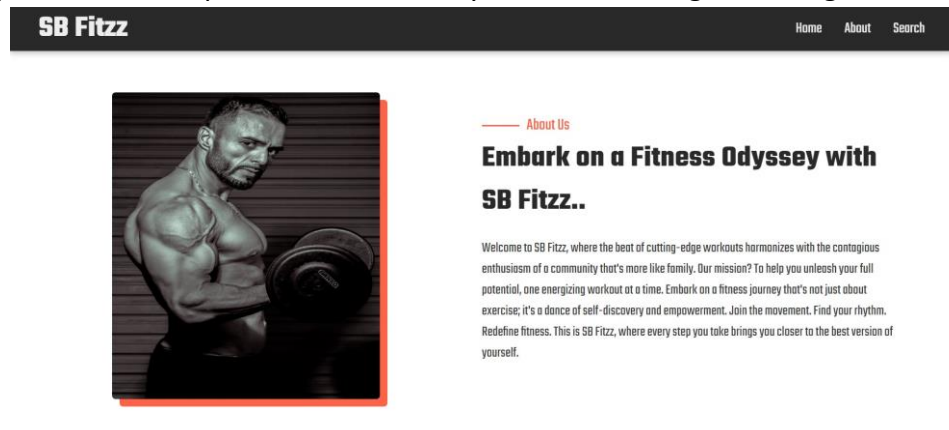 SB Fitzz
Home About Search
About Us
Embark on a Fitness Odyssey with
SB Fitzz..
Welcome to SB Fitzz, where the beat of cutting-edge workouts harmonizes with the contagious
enthusiasm of a community that's more like family. Our mission? To help you unleash your full
potential, one energizing workout at a time. Embark on a fitness journey that's not just about
exercise; it's a dance of self-discovery and empowerment. Join the movement. Find your rhythm.
Redefine fitness. This is SB Fitzz, where every step you take brings you closer to the best version of
yourself.